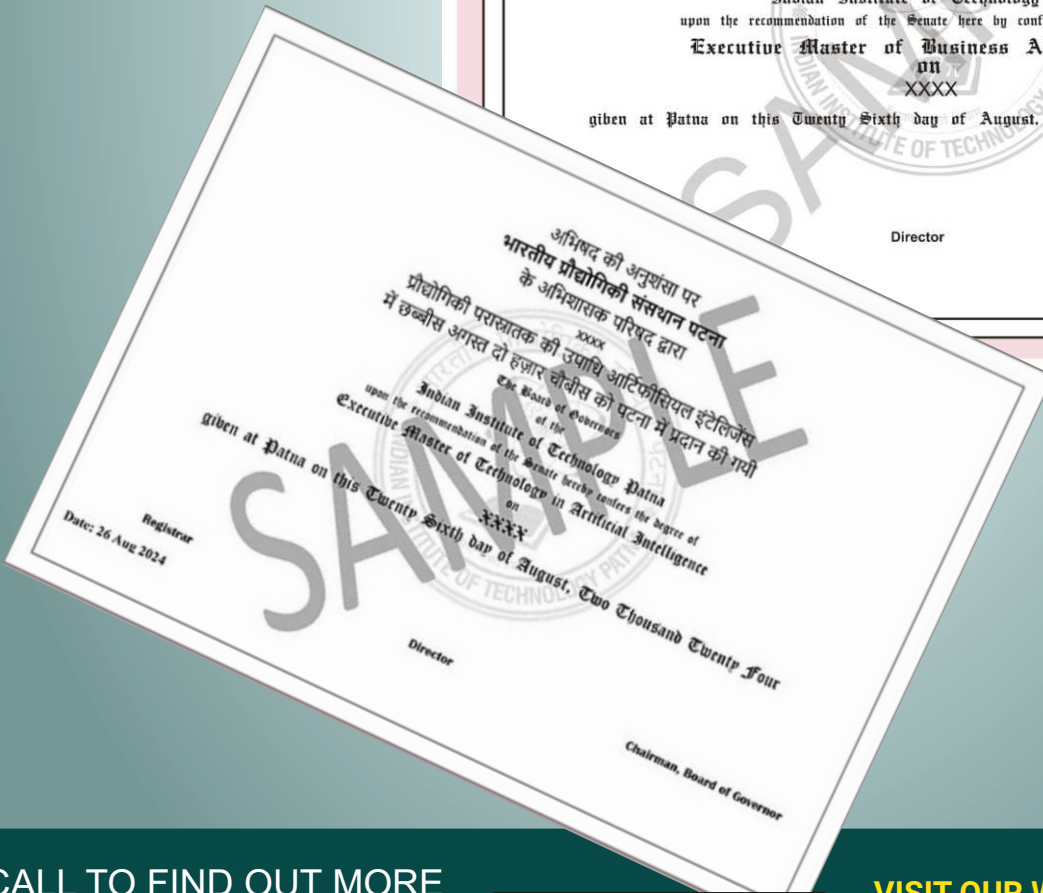 upon the recommendation of the Senate here by conf
Executive Master of Business A
on
XXXX
giben at Patna on this Twenty Sixth day of August.
Director
SAMPLE
अभिषद की अनुशंसा पर
भारतीय प्रौद्योगिकी संसथान पटना
के अभिशासक परिषद द्वारा
xxxx
प्रौद्योगिकी परास्नातक की उपाधि आर्टिफीसियल इंटेलिजेंस
में छब्बीस अगस्त दो हज़ार चौबीस को पटना में प्रदान की गयी
The Board of Governors
of the
Indian Institute of Technology Patna
upon the recommendation of the Senate hereby confers the degree of
Executive Master of Technology in Artificial Intelligence
on
XXXX
giben at Patna on this Twenty Sixth day of August, Two Thousand Twenty Four
Registrar
Date: 26 Aug 2024
Director
Chairman, Board of Governor
SAMPLE
CALL TO FIND OUT MORE
VISIT OUR W